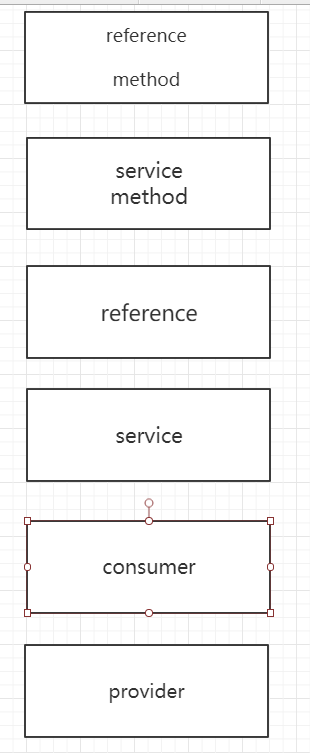 reference
method
service
method
reference
service
consumer
provider